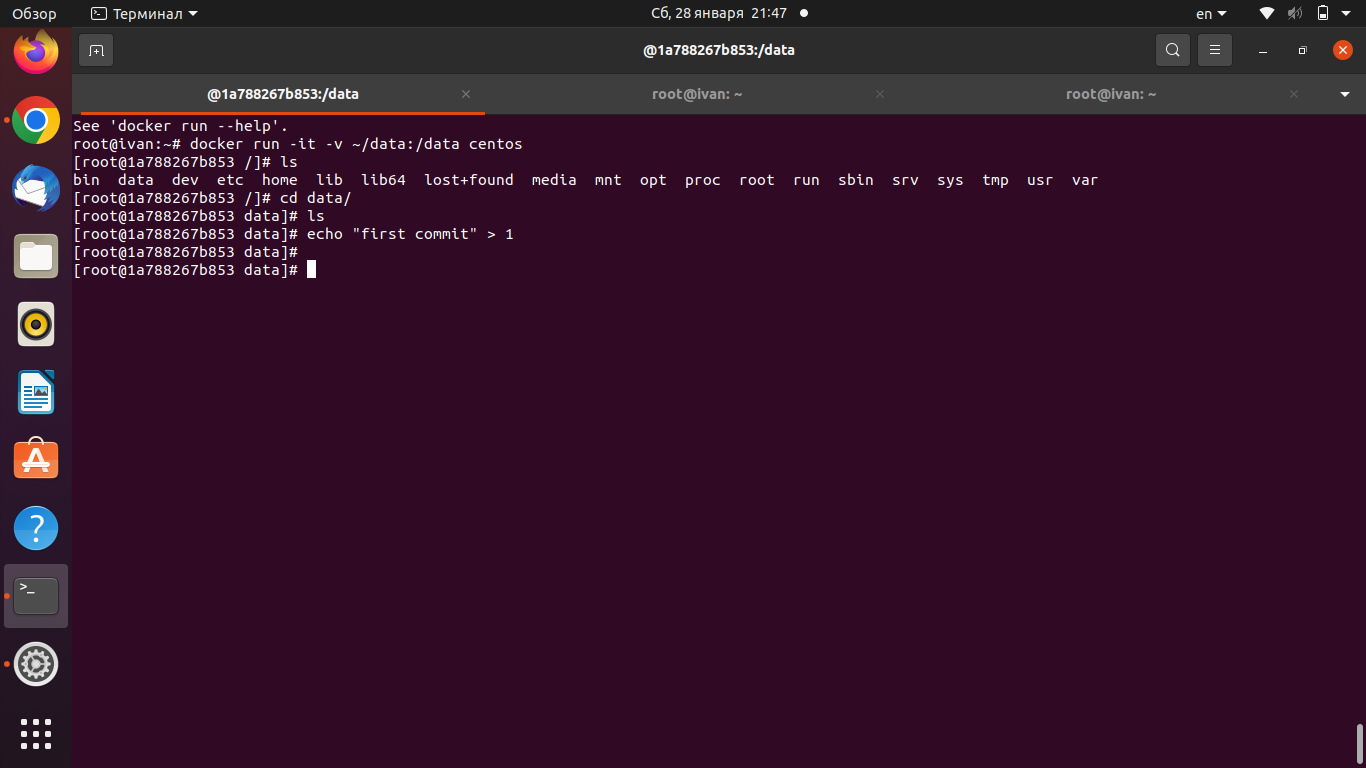 Обзор Терминал Сб, 28 января 21:47 en
@1a788267b853:/data
@1a788267b853:/data root@ivan: ~ root@ivan: ~
See 'docker run --help'.
root@ivan:~# docker run -it -v ~/data:/data centos
[root@1a788267b853 /]# ls
bin data dev etc home lib lib64 lost+found media mnt opt proc root run sbin srv sys tmp usr var
[root@1a788267b853 /]# cd data/
[root@1a788267b853 data]# ls
[root@1a788267b853 data]# echo "first commit" > 1
[root@1a788267b853 data]#
[root@1a788267b853 data]#